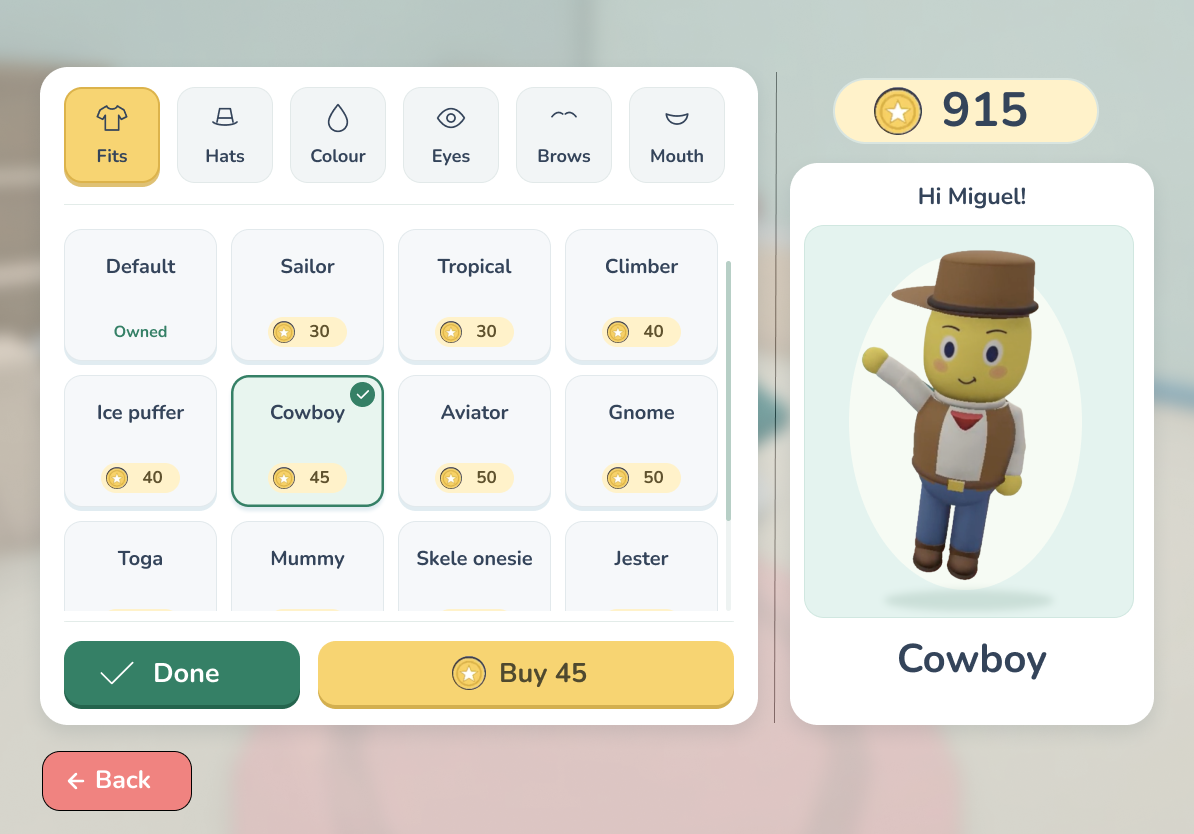 Fits
Hats
Colour
Eyes
Brows
Mouth
915
Hi Miguel!
Default
Owned
Sailor
30
Tropical
30
Climber
40
Ice puffer
40
Cowboy
45
Aviator
50
Gnome
50
Toga
Mummy
Skele onesie
Jester
Done
Buy 45
Cowboy
Back